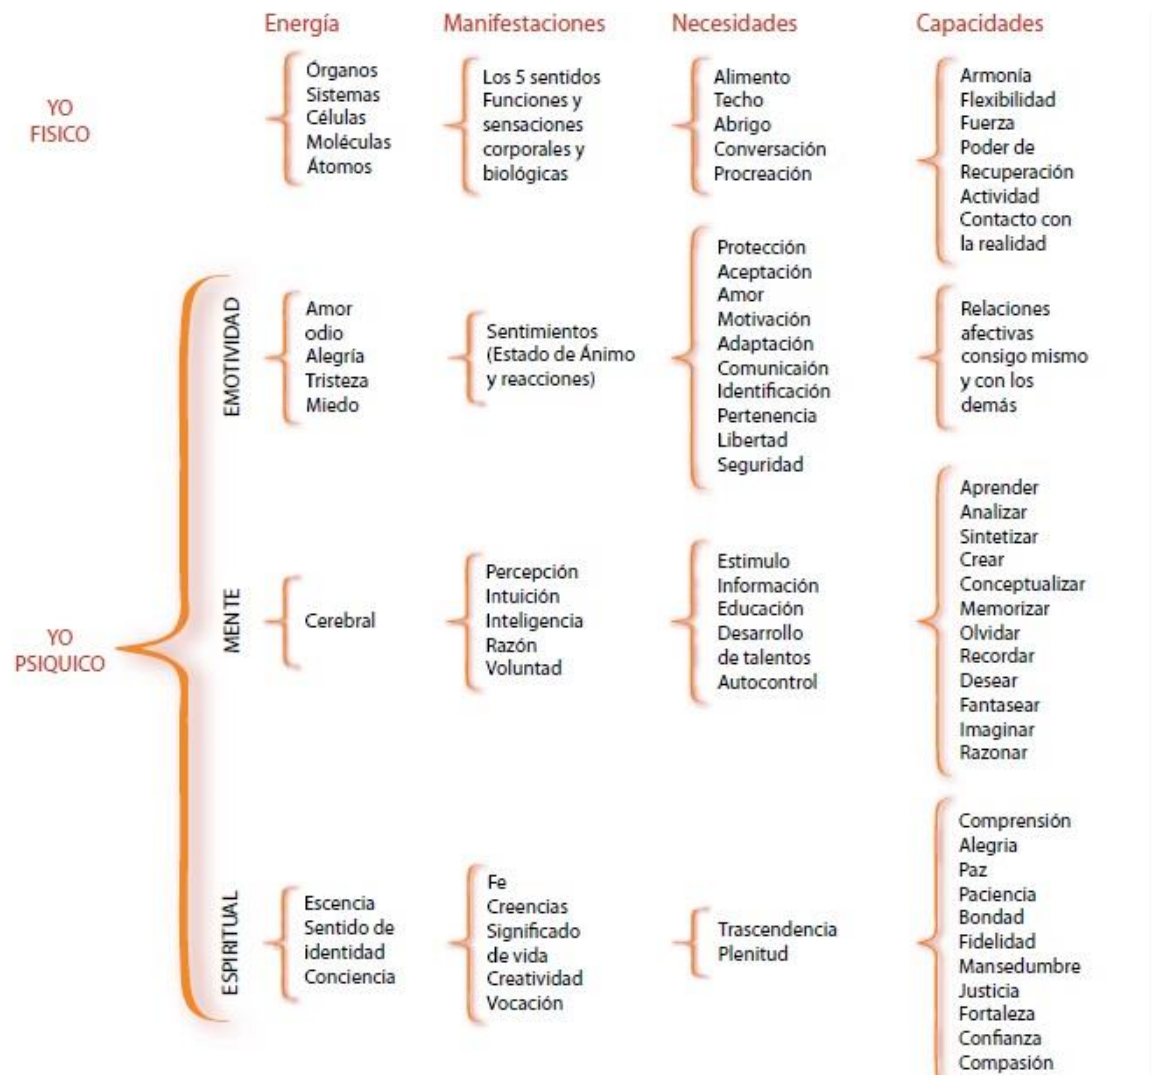 Energía
Manifestaciones
Necesidades
Capacidades
YO
FISICO
Órganos
Sistemas
Células
Moléculas
Átomos
Los 5 sentidos
Funciones y
sensaciones
corporales y
biológicas
Alimento
Techo
Abrigo
Conversación
Procreación
Armonía
Flexibilidad
Fuerza
Poder de
Recuperación
Actividad
Contacto con
la realidad
YO
PSIQUICO
EMOTIVIDAD
Amor
odio
Alegría
Tristeza
Miedo
Sentimientos
(Estado de Ánimo
y reacciones)
Protección
Aceptación
Amor
Motivación
Adaptación
Comunicaión
Identificación
Pertenencia
Libertad
Seguridad
Relaciones
afectivas
consigo mismo
y con los
demás
MENTE
Cerebral
Percepción
Intuición
Inteligencia
Razón
Voluntad
Estimulo
Información
Educación
Desarrollo
de talentos
Autocontrol
Aprender
Analizar
Sintetizar
Crear
Conceptualizar
Memorizar
Olvidar
Recordar
Desear
Fantasear
Imaginar
Razonar
ESPIRITUAL
Escencia
Sentido de
identidad
Conciencia
Fe
Creencias
Significado
de vida
Creatividad
Vocación
Trascendencia
Plenitud
Comprensión
Alegria
Paz
Paciencia
Bondad
Fidelidad
Mansedumbre
Justicia
Fortaleza
Confianza
Compasión